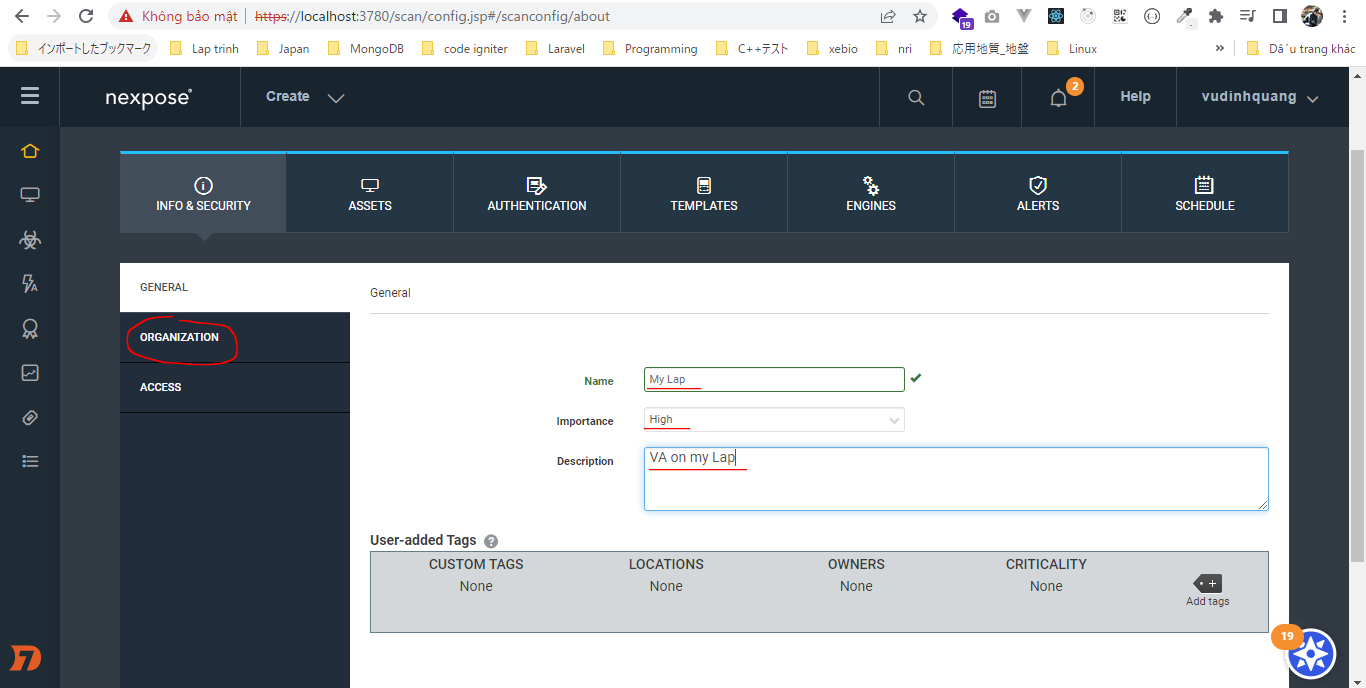 Không bảo mật https://localhost:3780/scan/config.jsp#/scanconfig/about 19
インポートしたブックマーク Lap trinh Japan MongoDB code igniter Laravel Programming C++テスト xebio nri 応用地質_地盤 Linux » Dấu trang khác
nexpose® Create 2 Help vudinhquang
INFO & SECURITY ASSETS AUTHENTICATION TEMPLATES ENGINES ALERTS SCHEDULE
GENERAL
ORGANIZATION
ACCESS
General
Name My Lap
Importance High
Description VA on my Lap
User-added Tags ?
CUSTOM TAGS LOCATIONS OWNERS CRITICALITY
None None None None
Add tags
19